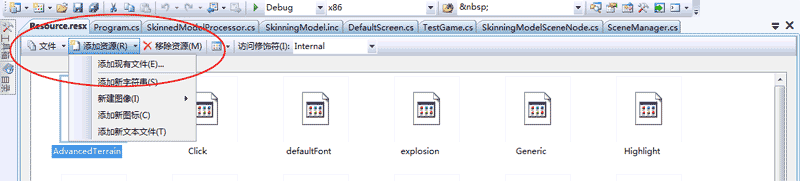 Debug x86 &nbsp;
Resource.resx Program.cs SkinnedModelProcessor.cs SkinningModel.inc DefaultScreen.cs TestGame.cs SkinningModelSceneNode.cs SceneManager.cs
文件 添加资源(R) 移除资源(M) 访问修饰符(I): Internal
添加现有文件(E)...
添加新字符串(S)
新建图像(I)
添加新图标(C)
添加新文本文件(T)
AdvancedTerrain Click defaultFont explosion Generic Highlight